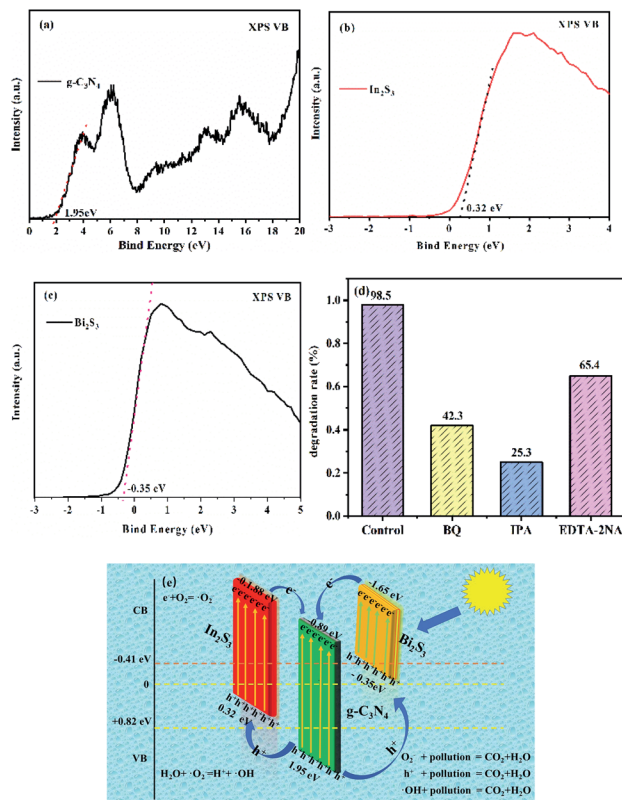 (a)
XPS VB
g-C₃N₄
Intensity (a.u.)
1.95eV
0 2 4 6 8 10 12 14 16 18 20
Bind Energy (eV)
(b)
XPS VB
In₂S₃
Intensity (a.u.)
0.32 eV
-3 -2 -1 0 1 2 3 4
Bind Energy (eV)
(c)
XPS VB
Bi₂S₃
Intensity (a.u.)
-0.35 eV
-3 -2 -1 0 1 2 3 4 5
Bind Energy (eV)
(d)
degradation rate (%)
1.0
0.8
0.6
0.4
0.2
0.0
98.5
42.3
25.3
65.4
Control BQ IPA EDTA-2NA
(e)
e⁻+O₂= ·O₂⁻
CB
-0.41 eV
0
+0.82 eV
VB
In₂S₃
-0.1.88 eV
e⁻e⁻e⁻e⁻e⁻e⁻
h⁺h⁺h⁺h⁺h⁺h⁺
0.32 eV
e⁻
e⁻
-0.89 eV
e⁻e⁻e⁻e⁻e⁻e⁻
h⁺h⁺h⁺h⁺h⁺h⁺
1.95 eV
g-C₃N₄
-1.65 eV
e⁻e⁻e⁻e⁻e⁻e⁻
h⁺h⁺h⁺h⁺h⁺h⁺
- 0.35eV
Bi₂S₃
h⁺
h⁺
H₂O+ ·O₂⁻=H⁺+ ·OH
O₂⁻ + pollution = CO₂+H₂O
h⁺ + pollution = CO₂+H₂O
·OH+ pollution = CO₂+H₂O